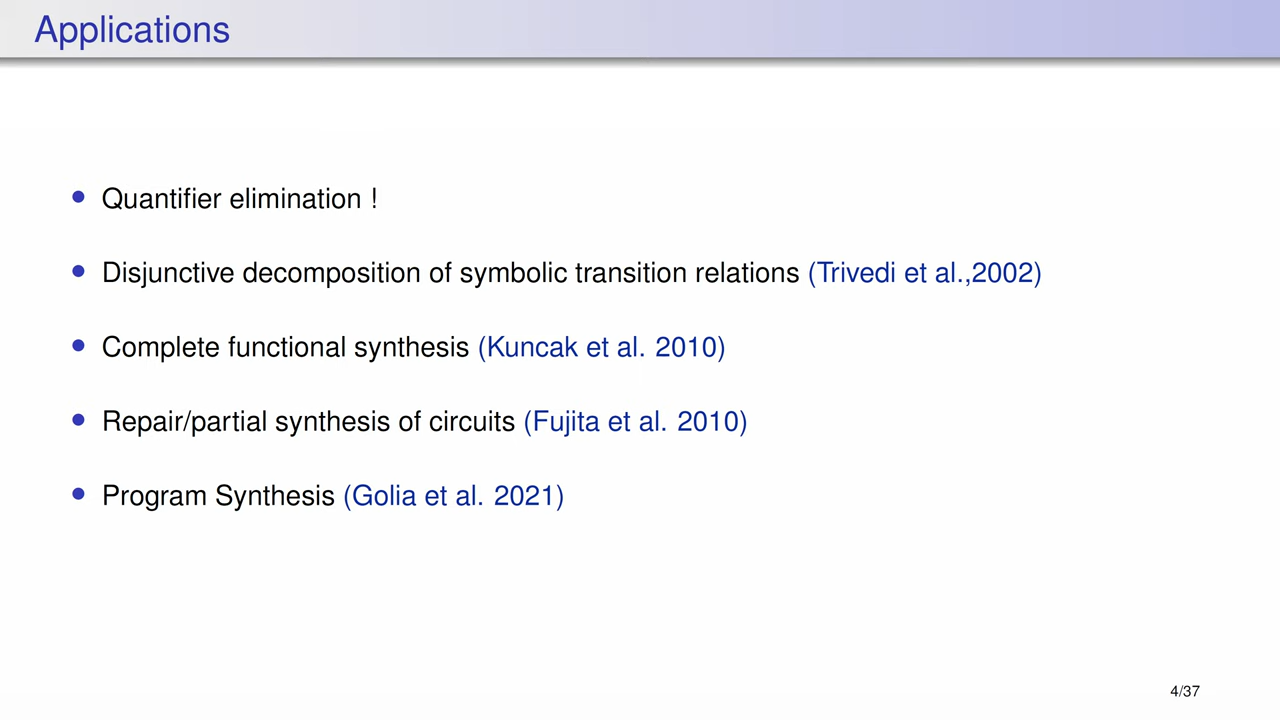 Applications
• Quantifier elimination !
• Disjunctive decomposition of symbolic transition relations (Trivedi et al.,2002)
• Complete functional synthesis (Kuncak et al. 2010)
• Repair/partial synthesis of circuits (Fujita et al. 2010)
• Program Synthesis (Golia et al. 2021)
4/37